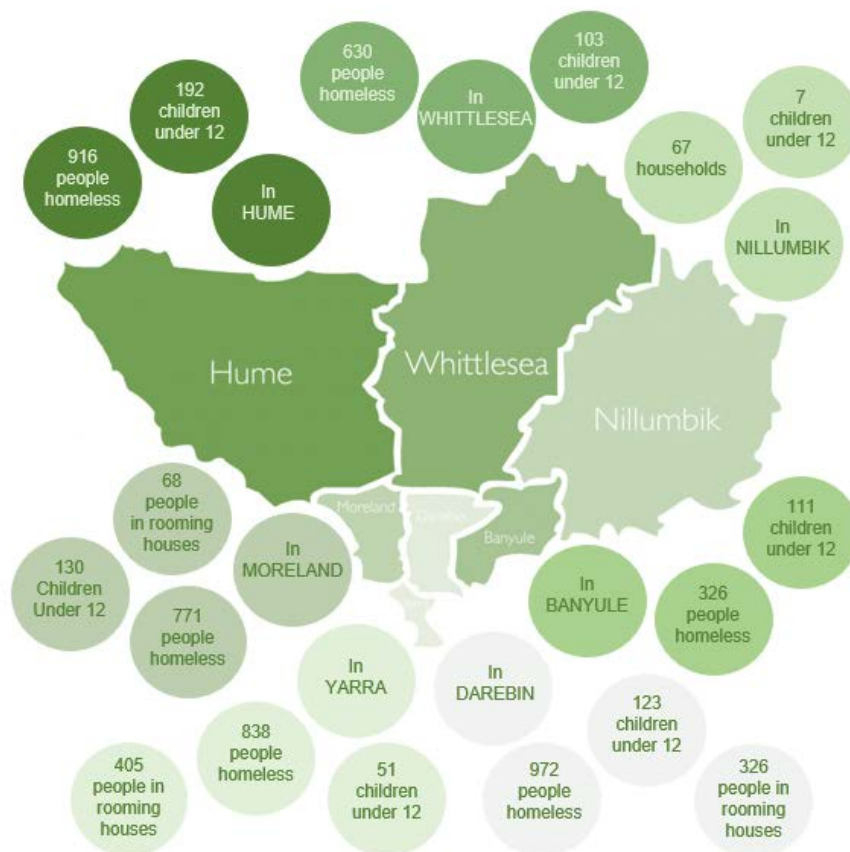 630
people
homeless
In
WHITTLESEA
103
children
under 12
192
children
under 12
916
people
homeless
In
HUME
7
children
under 12
67
households
In
NILLUMBIK
Hume
Whittlesea
Nillumbik
Moreland
Banyule
68
people
in rooming
houses
130
Children
Under 12
771
people
homeless
In
MORELAND
In
BANYULE
111
children
under 12
326
people
homeless
In
YARRA
838
people
homeless
405
people in
rooming
houses
51
children
under 12
In
DAREBIN
972
people
homeless
123
children
under 12
326
people in
rooming
houses